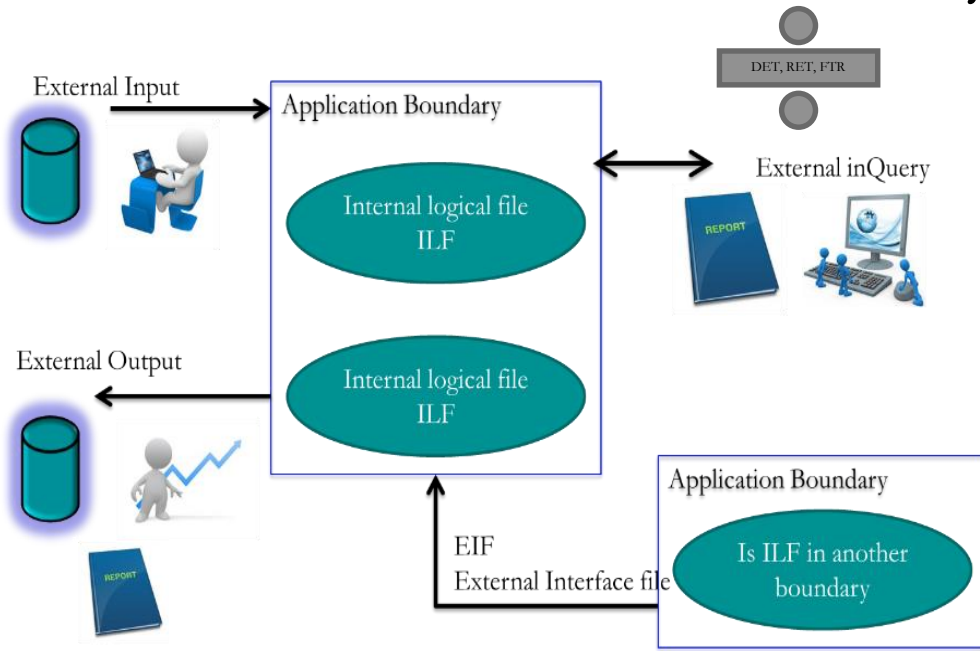 DET, RET, FTR
External Input
Application Boundary
External inQuery
Internal logical file
ILF
REPORT
External Output
Internal logical file
ILF
Application Boundary
EIF
External Interface file
Is ILF in another
boundary
REPORT